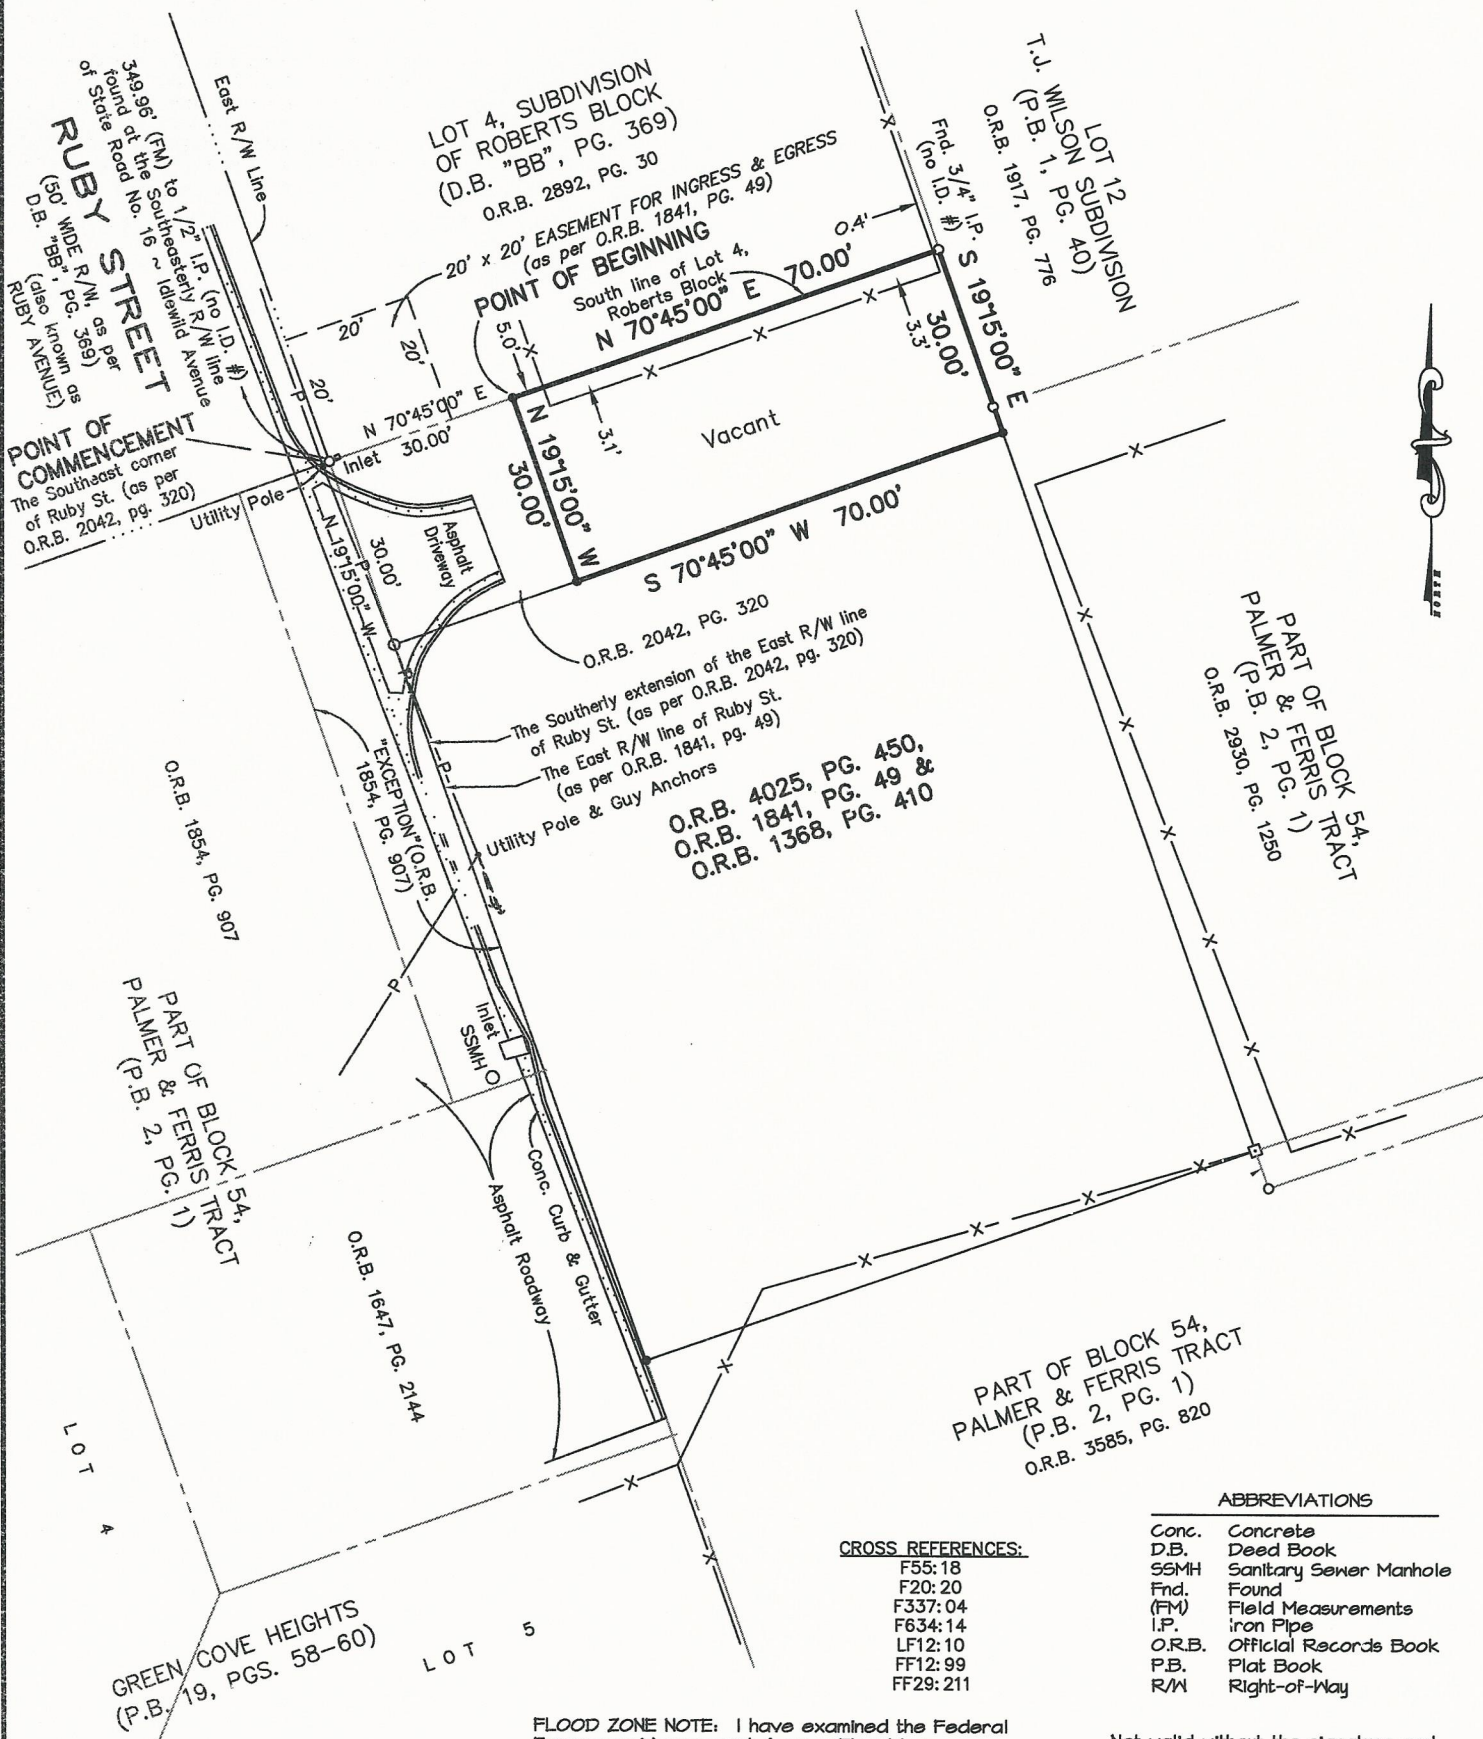 East R/W Line
349.96' (FM) to 1/2" I.P. (no I.D. #)
found at the Southeasterly R/W line
of State Road No. 16 ~ Idlewild Avenue
RUBY STREET
(50' WIDE R/W, as per
D.B. "BB", PG. 369)
(also known as
RUBY AVENUE)
POINT OF
COMMENCEMENT
The Southeast corner
of Ruby St. (as per
O.R.B. 2042, pg. 320)
Utility Pole
Inlet
LOT 4, SUBDIVISION
OF ROBERTS BLOCK
(D.B. "BB", PG. 369)
O.R.B. 2892, PG. 30
20' x 20' EASEMENT FOR INGRESS & EGRESS
(as per O.R.B. 1841, PG. 49)
POINT OF BEGINNING
South line of Lot 4,
Roberts Block
N 70°45'00" E 70.00'
5.0'
0.4'
20'
20'
20'
P
N 70°45'00" E
30.00'
Fnd. 3/4" I.P.
(no I.D. #)
LOT 12
T.J. WILSON SUBDIVISION
(P.B. 1, PG. 40)
O.R.B. 1917, PG. 776
S 19°15'00" E
30.00'
3.3'
3.1'
Vacant
N 19°15'00" W
30.00'
S 70°45'00" W 70.00'
NORTH
N 19°15'00" W
30.00'
P
Asphalt
Driveway
O.R.B. 2042, PG. 320
The Southerly extension of the East R/W line
of Ruby St. (as per O.R.B. 2042, pg. 320)
The East R/W line of Ruby St.
(as per O.R.B. 1841, pg. 49)
Utility Pole & Guy Anchors
P
P
"EXCEPTION"(O.R.B.
1854, PG. 907)
O.R.B. 1854, PG. 907
O.R.B. 4025, PG. 450,
O.R.B. 1841, PG. 49 &
O.R.B. 1368, PG. 410
PART OF BLOCK 54,
PALMER & FERRIS TRACT
(P.B. 2, PG. 1)
O.R.B. 2930, PG. 1250
PART OF BLOCK 54,
PALMER & FERRIS TRACT
(P.B. 2, PG. 1)
Inlet
SSMH
Conc. Curb & Gutter
Asphalt Roadway
O.R.B. 1647, PG. 2144
LOT 4
LOT 5
GREEN COVE HEIGHTS
(P.B. 19, PGS. 58-60)
PART OF BLOCK 54,
PALMER & FERRIS TRACT
(P.B. 2, PG. 1)
O.R.B. 3585, PG. 820
CROSS REFERENCES:
F55:18
F20:20
F337:04
F634:14
LF12:10
FF12:99
FF29:211
ABBREVIATIONS
Conc. Concrete
D.B. Deed Book
SSMH Sanitary Sewer Manhole
Fnd. Found
(FM) Field Measurements
I.P. Iron Pipe
O.R.B. Official Records Book
P.B. Plat Book
R/W Right-of-Way
FLOOD ZONE NOTE: I have examined the Federal